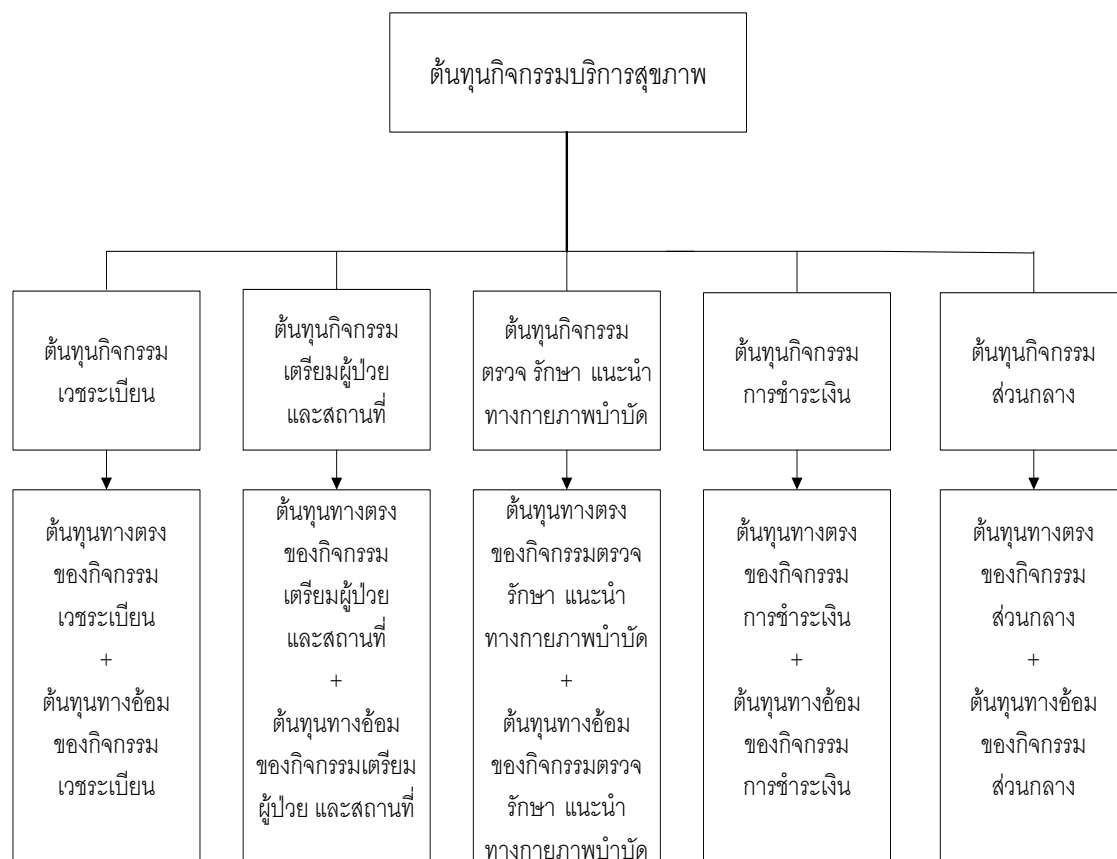 ต้นทุนกิจกรรมบริการสุขภาพ
ต้นทุนกิจกรรม
เวชระเบียน
ต้นทุนกิจกรรม
เตรียมผู้ป่วย
และสถานที่
ต้นทุนกิจกรรม
ตรวจ รักษา แนะนำ
ทางกายภาพบำบัด
ต้นทุนกิจกรรม
การชำระเงิน
ต้นทุนกิจกรรม
ส่วนกลาง
ต้นทุนทางตรง
ของกิจกรรม
เวชระเบียน
+
ต้นทุนทางอ้อม
ของกิจกรรม
เวชระเบียน
ต้นทุนทางตรง
ของกิจกรรม
เตรียมผู้ป่วย
และสถานที่
+
ต้นทุนทางอ้อม
ของกิจกรรมเตรียม
ผู้ป่วย และสถานที่
ต้นทุนทางตรง
ของกิจกรรมตรวจ
รักษา แนะนำ
ทางกายภาพบำบัด
+
ต้นทุนทางอ้อม
ของกิจกรรมตรวจ
รักษา แนะนำ
ทางกายภาพบำบัด
ต้นทุนทางตรง
ของกิจกรรม
การชำระเงิน
+
ต้นทุนทางอ้อม
ของกิจกรรม
การชำระเงิน
ต้นทุนทางตรง
ของกิจกรรม
ส่วนกลาง
+
ต้นทุนทางอ้อม
ของกิจกรรม
ส่วนกลาง